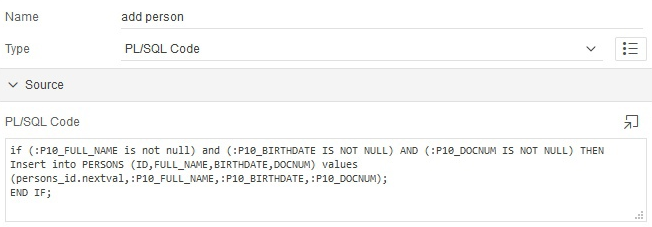 Name add person
Type PL/SQL Code
Source
PL/SQL Code
if (:P10_FULL_NAME is not null) and (:P10_BIRTHDATE IS NOT NULL) AND (:P10_DOCNUM IS NOT NULL) THEN
Insert into PERSONS (ID,FULL_NAME,BIRTHDATE,DOCNUM) values
(persons_id.nextval,:P10_FULL_NAME,:P10_BIRTHDATE,:P10_DOCNUM);
END IF;